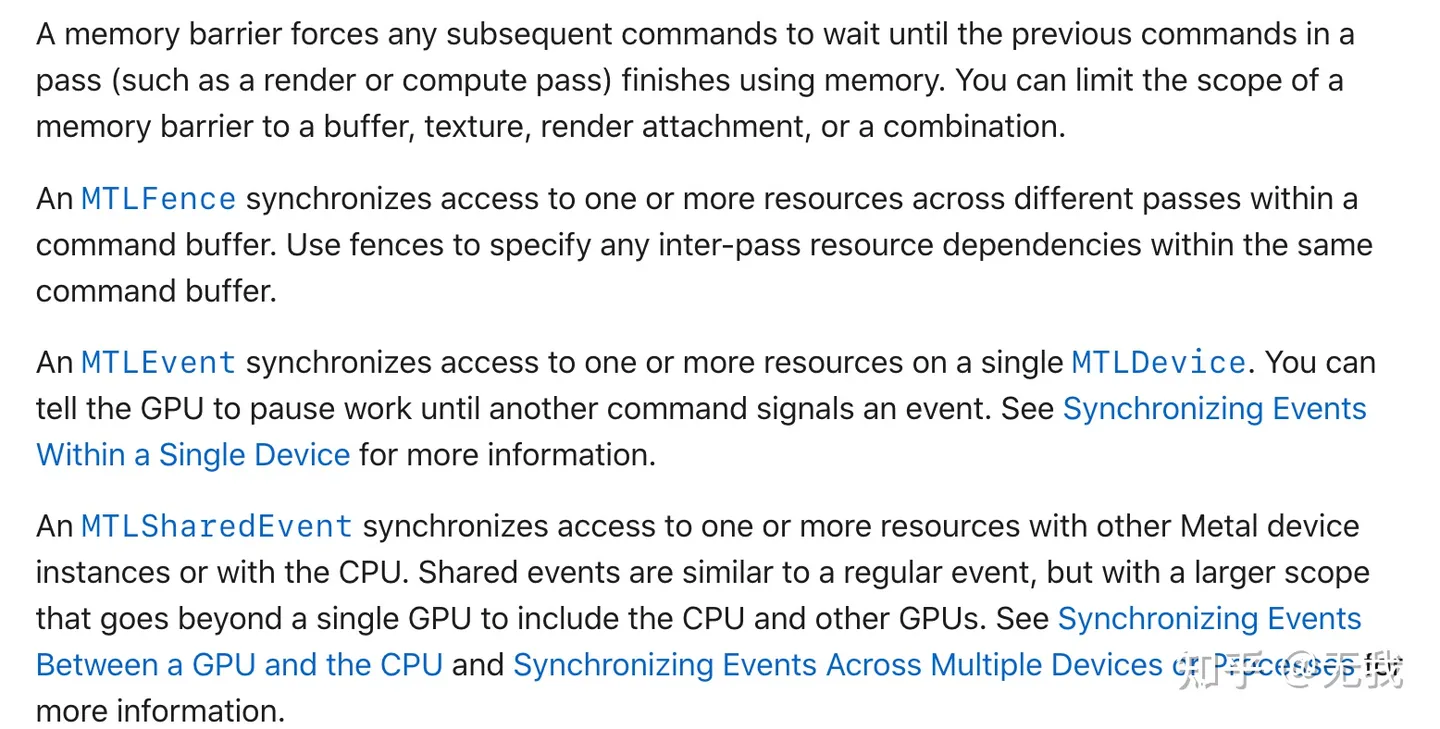 A memory barrier forces any subsequent commands to wait until the previous commands in a
pass (such as a render or compute pass) finishes using memory. You can limit the scope of a
memory barrier to a buffer, texture, render attachment, or a combination.
An MTLFence synchronizes access to one or more resources across different passes within a
command buffer. Use fences to specify any inter-pass resource dependencies within the same
command buffer.
An MTLEvent synchronizes access to one or more resources on a single MTLDevice. You can
tell the GPU to pause work until another command signals an event. See Synchronizing Events
Within a Single Device for more information.
An MTLSharedEvent synchronizes access to one or more resources with other Metal device
instances or with the CPU. Shared events are similar to a regular event, but with a larger scope
that goes beyond a single GPU to include the CPU and other GPUs. See Synchronizing Events
Between a GPU and the CPU and Synchronizing Events Across Multiple Devices or Processes for
more information.
知乎 @无我